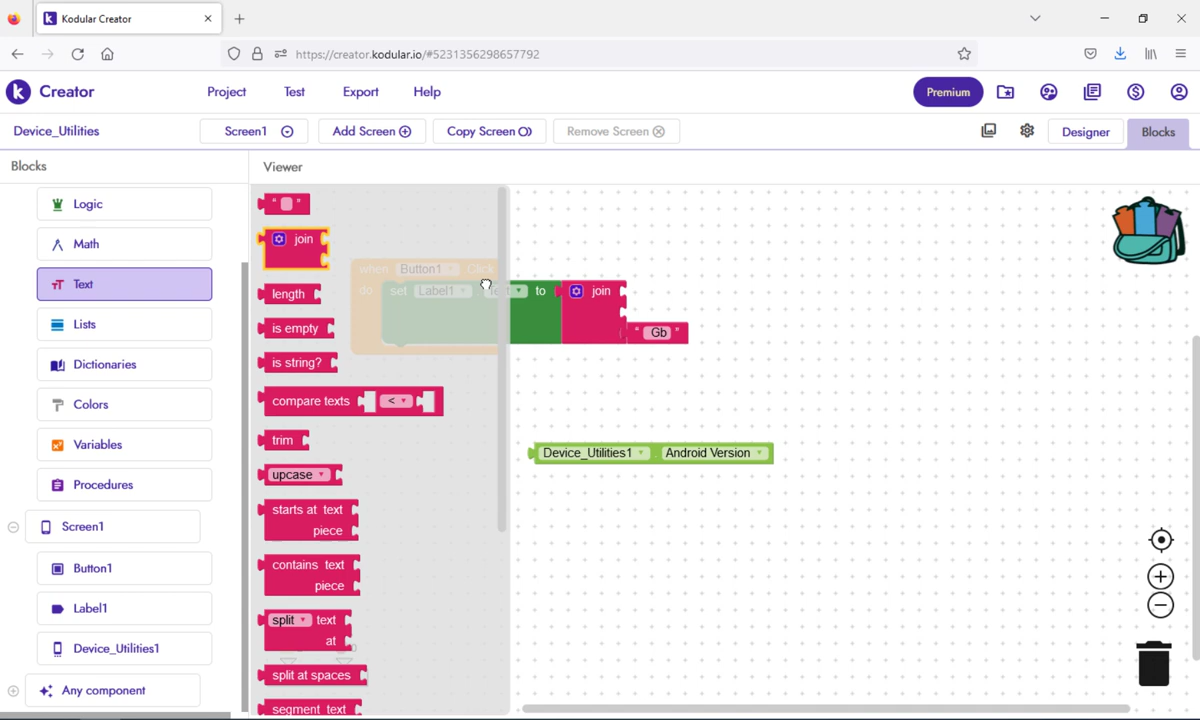 Kodular Creator
https://creator.kodular.io/#5231356298657792
Creator
Project
Test
Export
Help
Premium
Device_Utilities
Screen1
Add Screen
Copy Screen
Remove Screen
Designer
Blocks
Blocks
Viewer
Logic
Math
Text
Lists
Dictionaries
Colors
Variables
Procedures
Screen1
Button1
Label1
Device_Utilities1
Any component
“ ”
join
length
is empty
is string?
compare texts <
trim
upcase
starts at text
piece
contains text
piece
split text
at
split at spaces
segment text
when Button1 Click
do set Label1 to join
“ Gb ”
Device_Utilities1 . Android Version